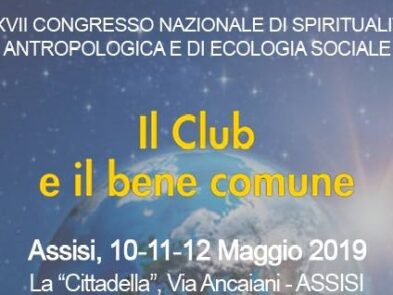 XVII CONGRESSO NAZIONALE DI SPIRITUALIT
ANTROPOLOGICA E DI ECOLOGIA SOCIALE
Il Club
e il bene comune
Assisi, 10-11-12 Maggio 2019
La "Cittadella", Via Ancaiani - ASSISI